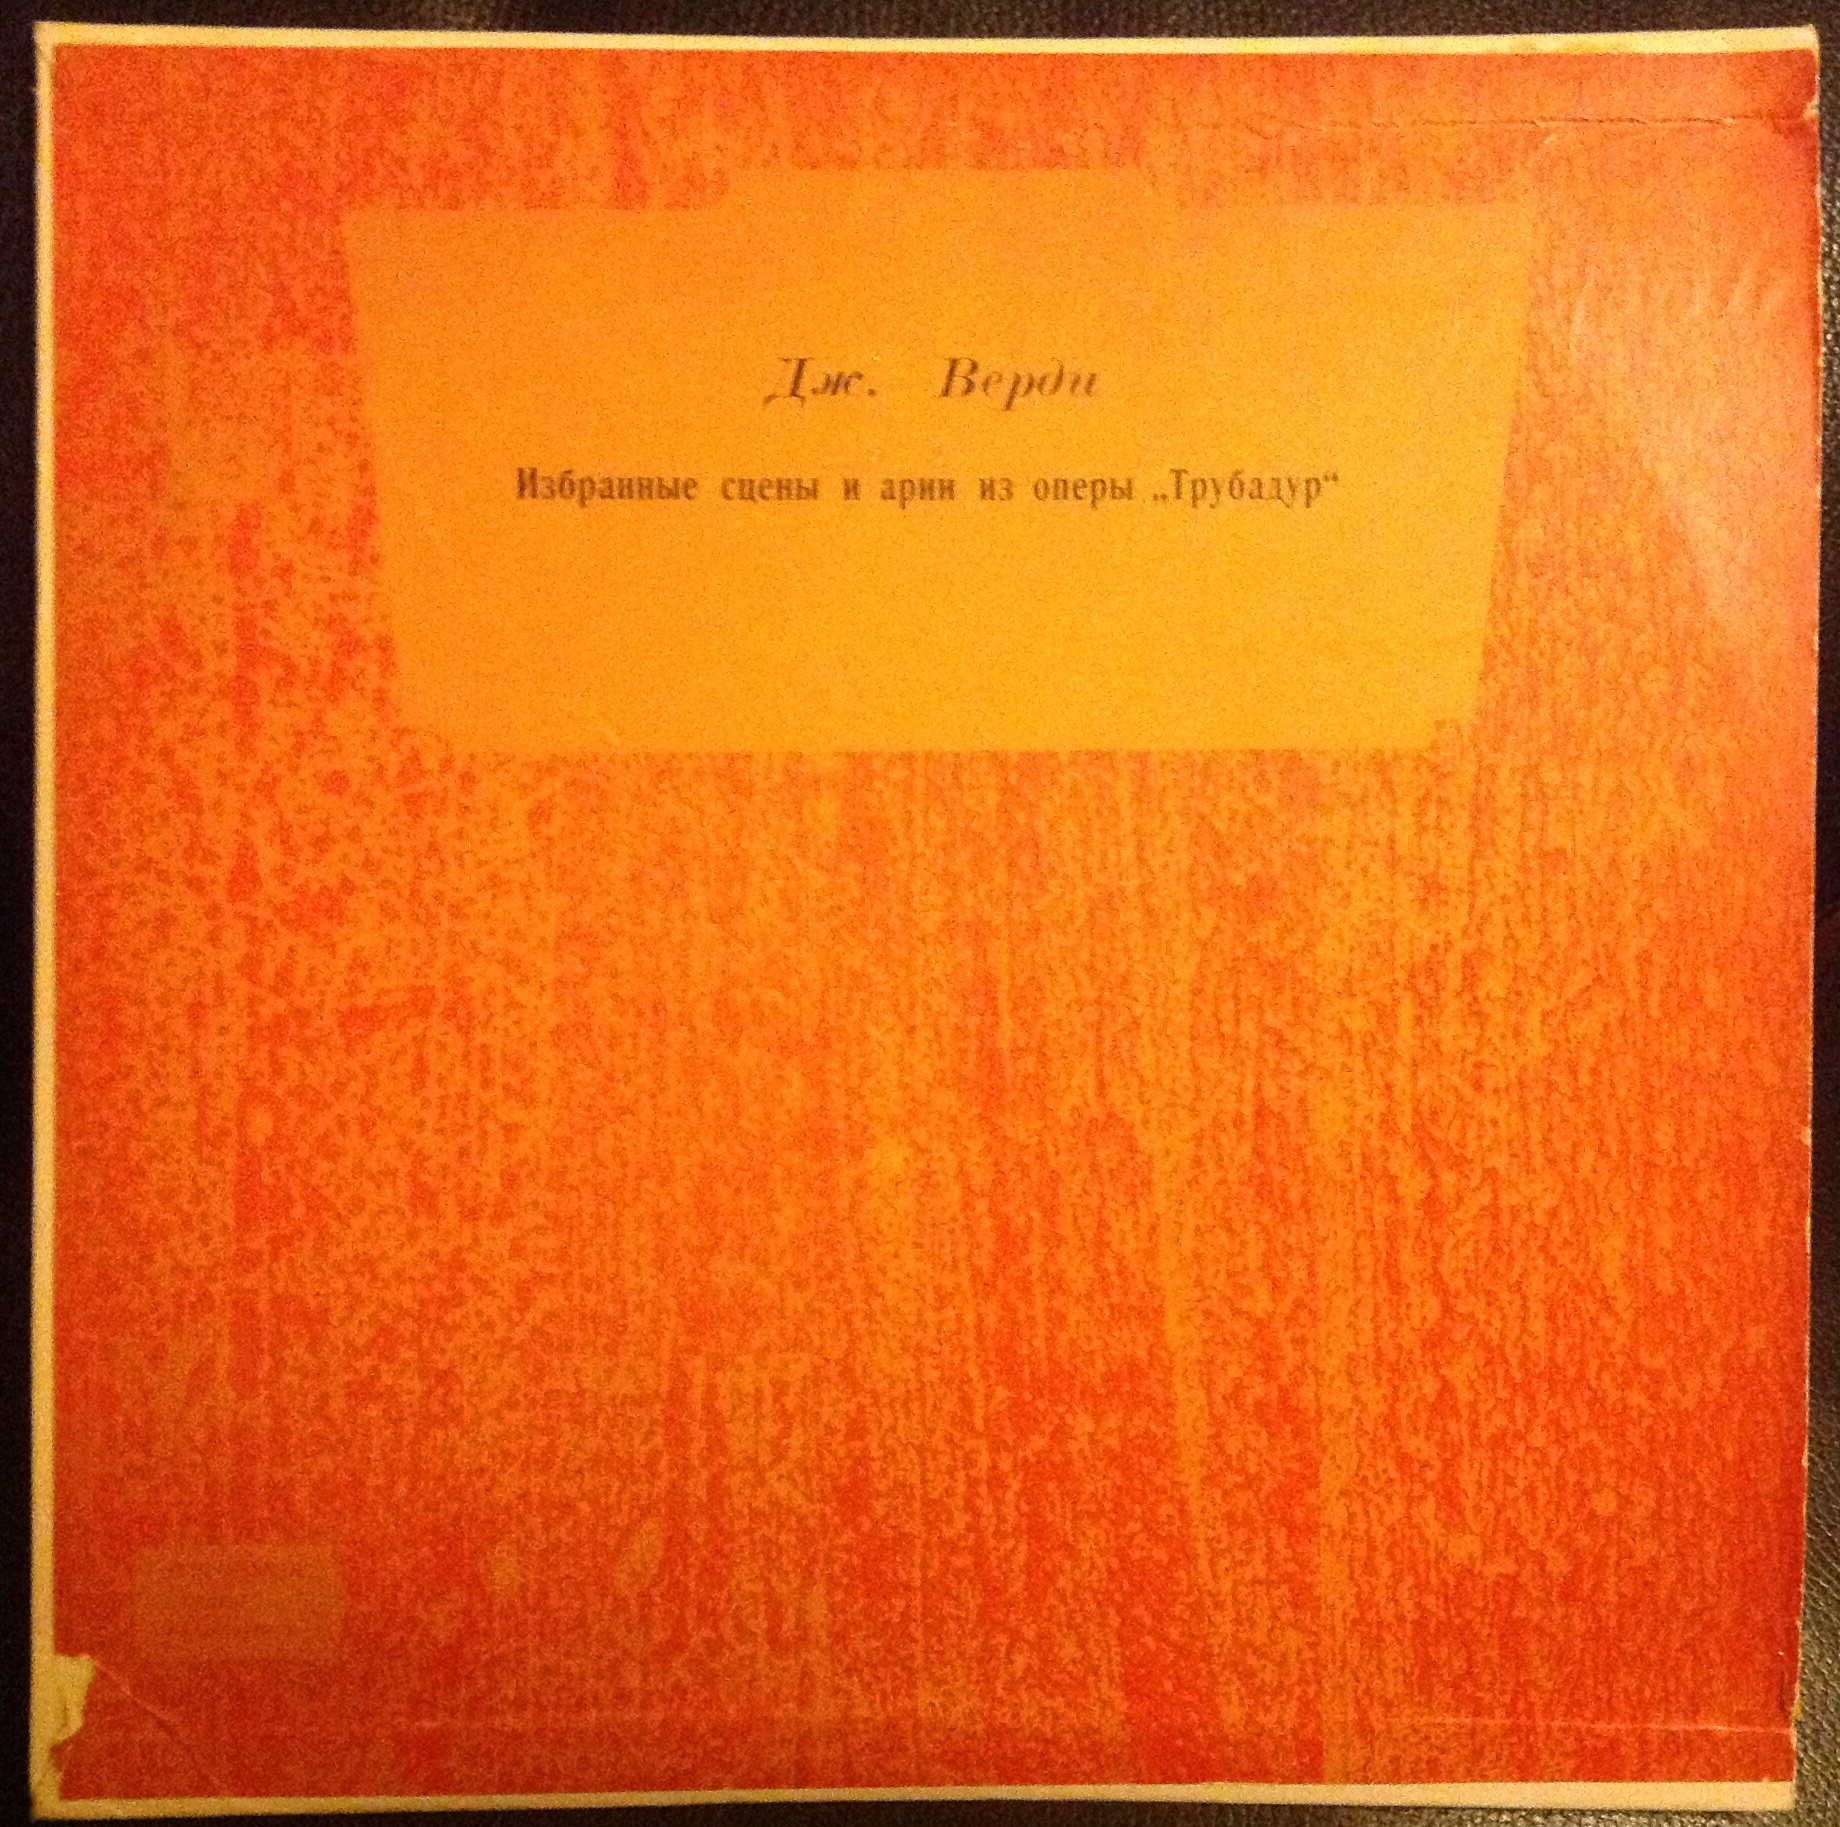 Дж. Верди
Избранные сцены и арии из оперы „Трубадур“